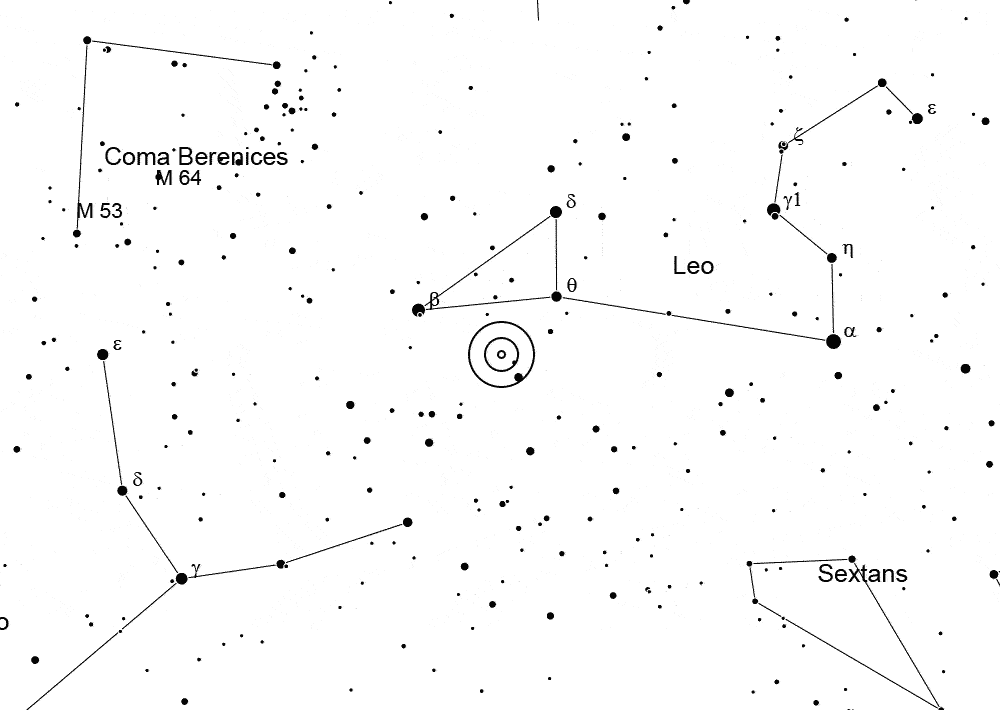 ε
ζ
Coma Berenices
M 64
γ1
δ
M 53
η
Leo
θ
β
α
ε
δ
γ
Sextans
o